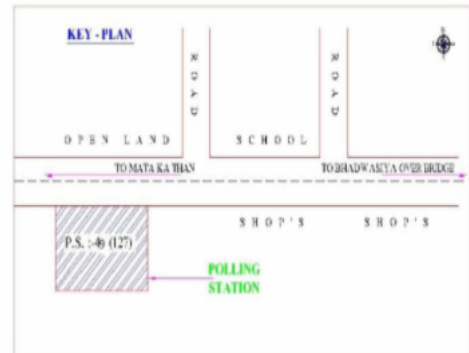 KEY - PLAN
ROAD
ROAD
OPEN LAND
SCHOOL
TO MATA KA THAN
TO BHADWASIYA OVER BRIDGE
SHOP'S
SHOP'S
P.S. (127)
POLLING
STATION